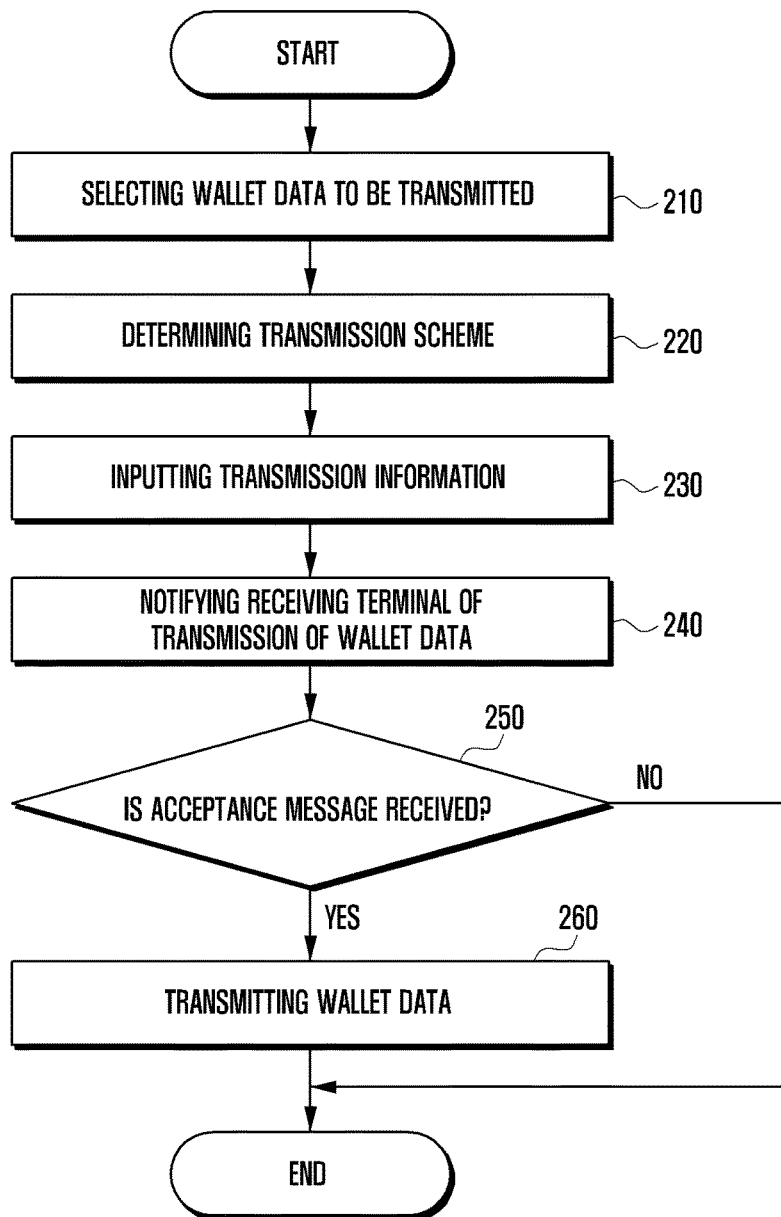 START
SELECTING WALLET DATA TO BE TRANSMITTED
210
DETERMINING TRANSMISSION SCHEME
220
INPUTTING TRANSMISSION INFORMATION
230
NOTIFYING RECEIVING TERMINAL OF
TRANSMISSION OF WALLET DATA
240
250
IS ACCEPTANCE MESSAGE RECEIVED?
NO
YES
260
TRANSMITTING WALLET DATA
END